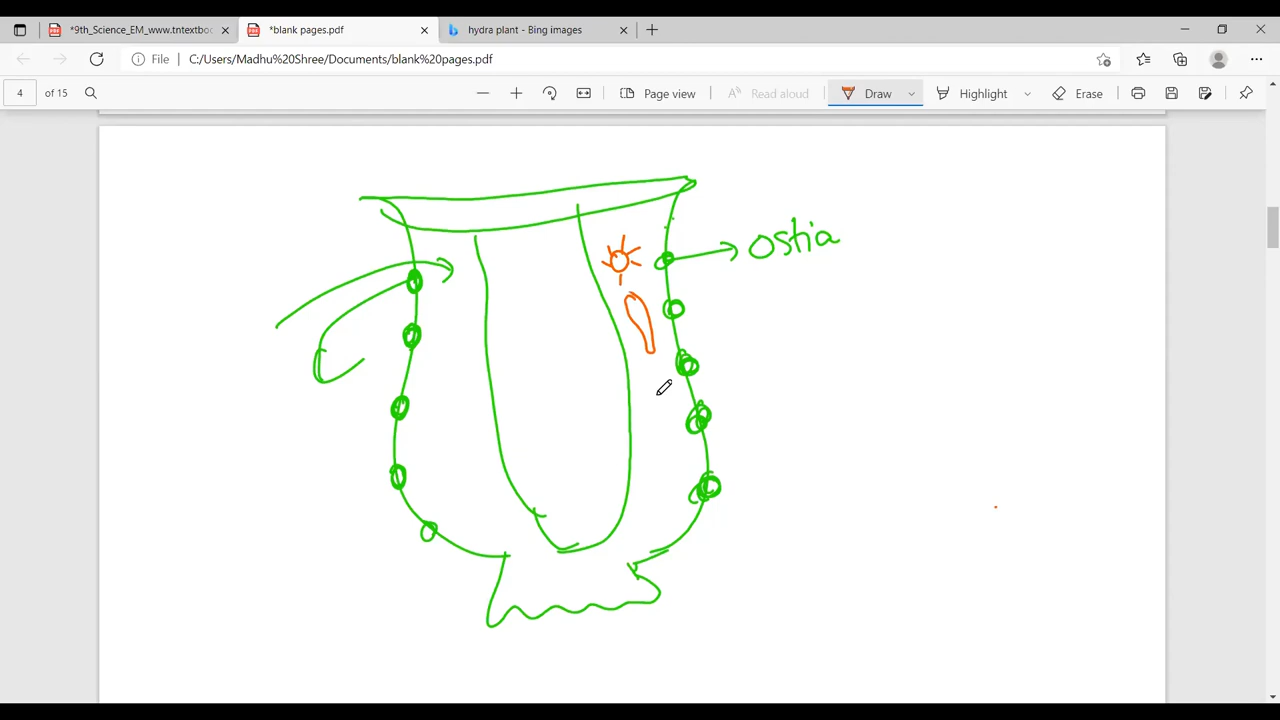 *9th_Science_EM_www.tntextboo
*blank pages.pdf
hydra plant - Bing images
File
C:/Users/Madhu%20Shree/Documents/blank%20pages.pdf
4 of 15
Page view
Read aloud
Draw
Highlight
Erase
ostia